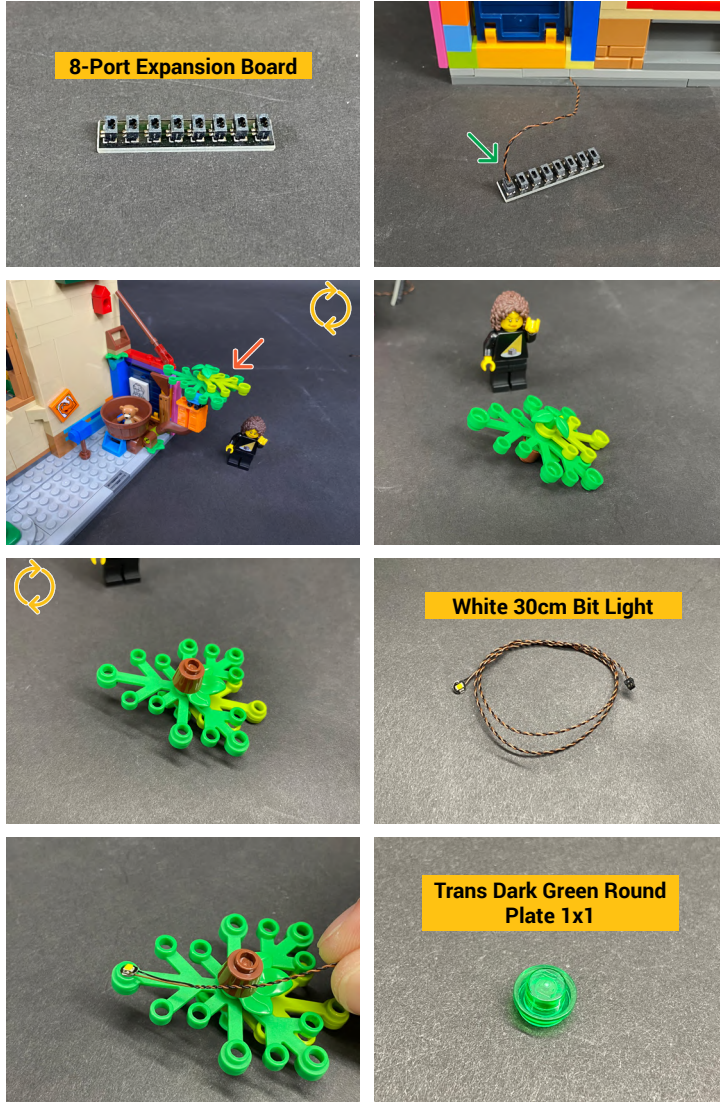 8-Port Expansion Board
White 30cm Bit Light
Trans Dark Green Round
Plate 1x1